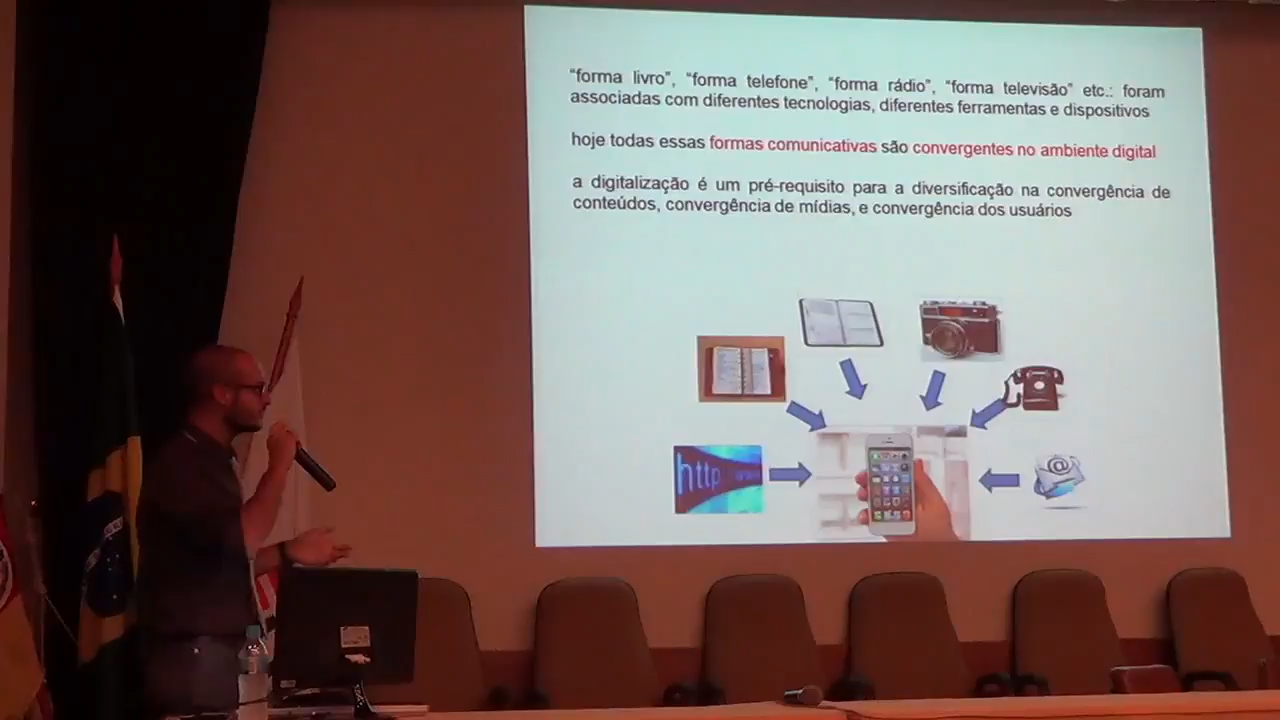 “forma livro”, “forma telefone”, “forma rádio”, “forma televisão” etc.: foram
associadas com diferentes tecnologias, diferentes ferramentas e dispositivos
hoje todas essas formas comunicativas são convergentes no ambiente digital
a digitalização é um pré-requisito para a diversificação na convergência de
conteúdos, convergência de mídias, e convergência dos usuários
http
@